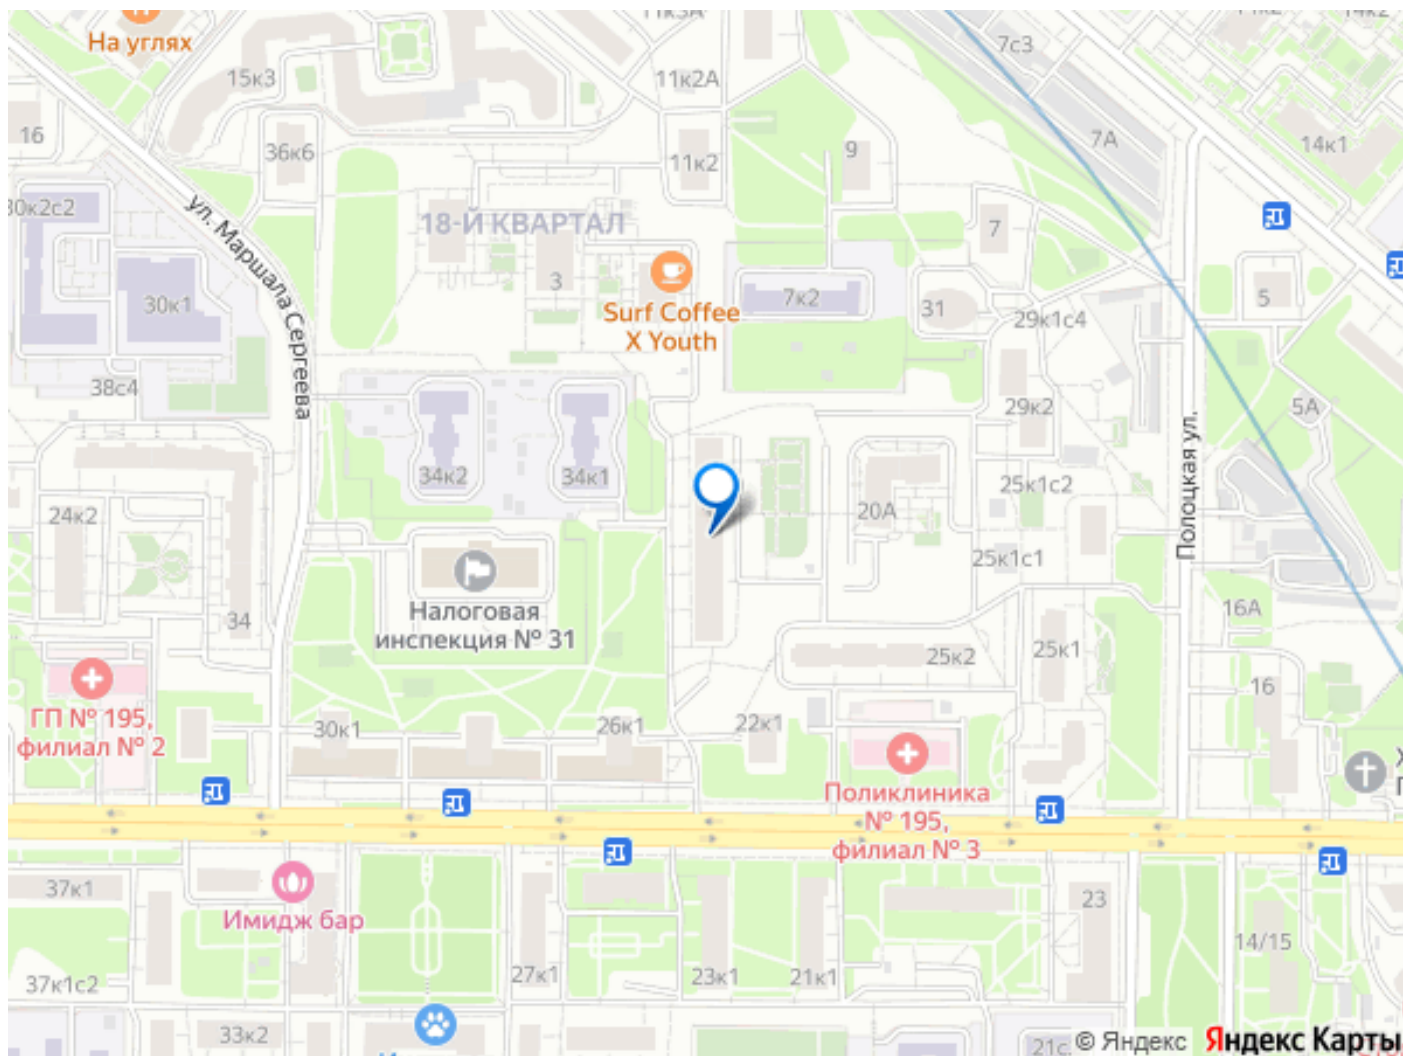 11к3А
На углях
7с3
14к2
15к3
11к2А
7А
16
36к6
11к2
9
14к1
30к2с2
ул. Маршала Сергеева
18-Й КВАРТАЛ
7
3
30к1
Surf Coffee
X Youth
7к2
31
29к1с4
5
38с4
29к2
5А
34к2
34к1
25к1с2
24к2
20А
Полоцкая ул.
25к1с1
Налоговая
инспекция № 31
34
16А
25к2
25к1
16
ГП № 195,
филиал № 2
30к1
26к1
22к1
Поликлиника
№ 195,
филиал № 3
37к1
Имидж бар
23
14/15
37к1с2
27к1
23к1
21к1
33к2
21с
© Яндекс
Яндекс Карты